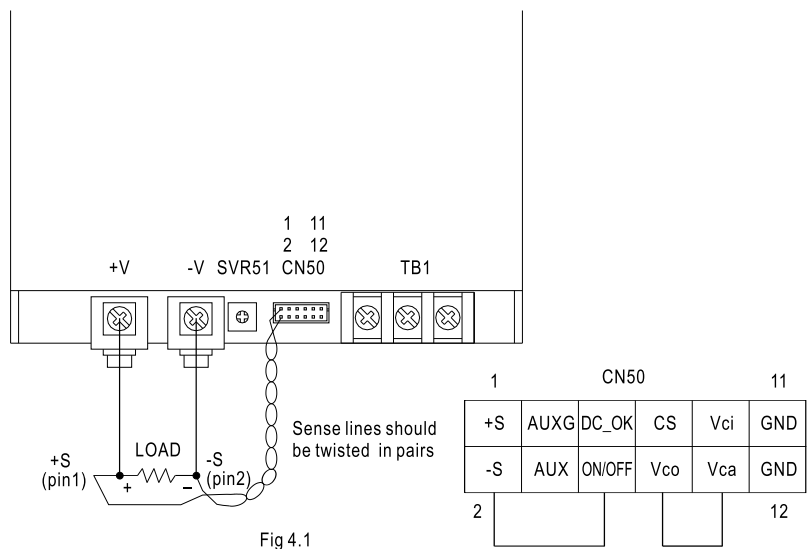 1 11
2 12
+V -V SVR51 CN50 TB1
Sense lines should
be twisted in pairs
+S
(pin1)
LOAD
+ −
-S
(pin2)
Fig 4.1
CN50
1 11
+S AUXG DC_OK CS Vci GND
-S AUX ON/OFF Vco Vca GND
2 12